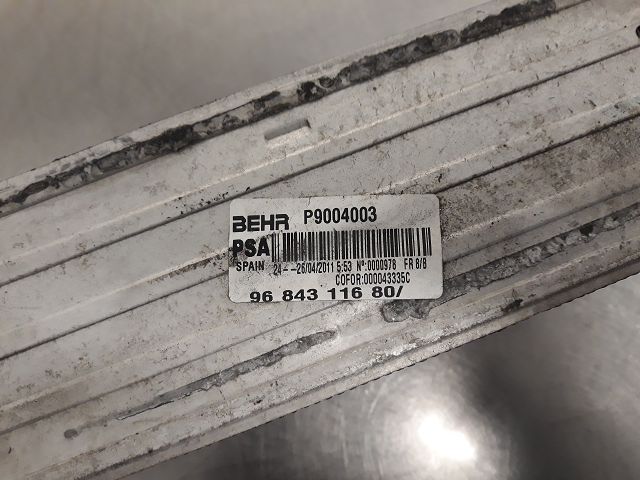 BEHR P9004003
PSA
SPAIN 24--26/04/2011 5:53 Nº:0000978 FR 8/8
COFOR:000043335C
96 843 116 80/